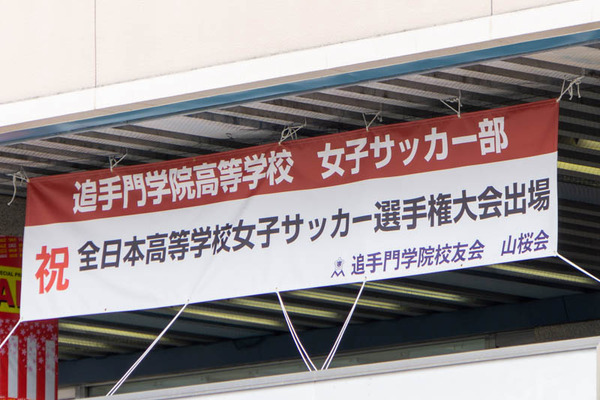 追手門学院高等学校 女子サッカー部
祝 全日本高等学校女子サッカー選手権大会出場
追手門学院校友会 山桜会
SPECIAL